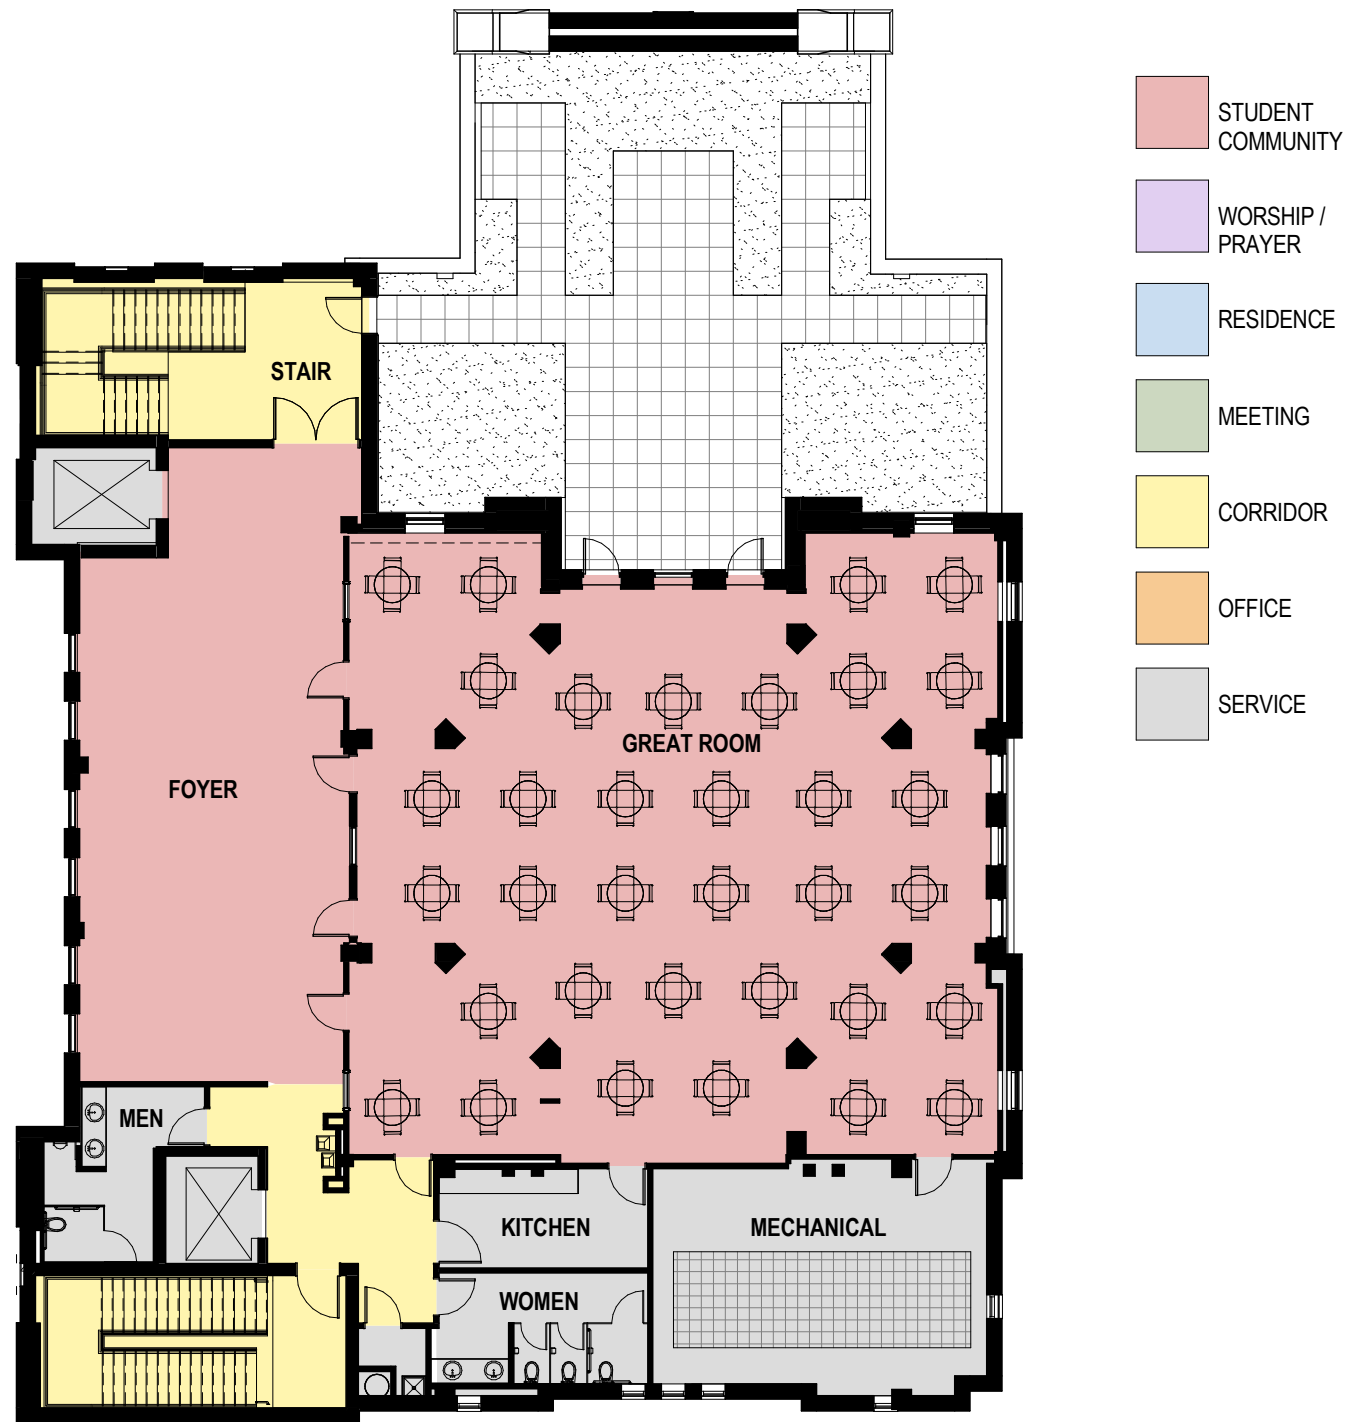 STUDENT
COMMUNITY
WORSHIP /
PRAYER
RESIDENCE
MEETING
CORRIDOR
OFFICE
SERVICE
STAIR
GREAT ROOM
FOYER
MEN
KITCHEN
MECHANICAL
WOMEN